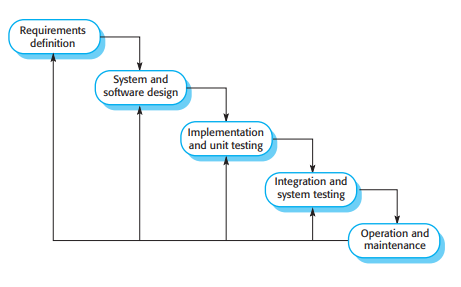 Requirements
definition
System and
software design
Implementation
and unit testing
Integration and
system testing
Operation and
maintenance